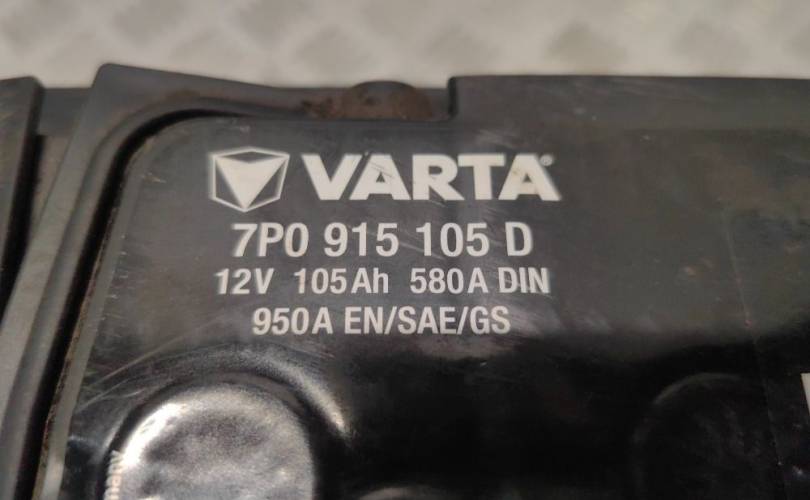 VARTA
7P0 915 105 D
12V 105Ah 580A DIN
950A EN/SAE/GS